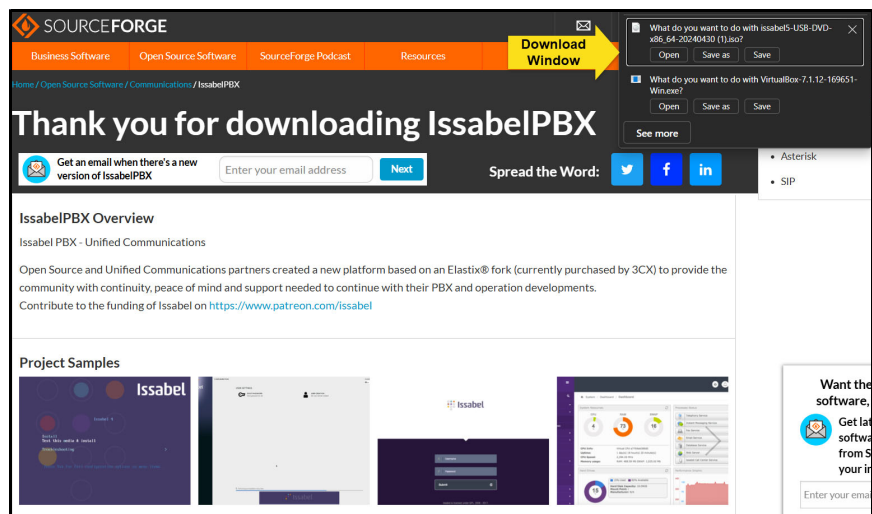 SOURCEFORGE
Business Software
Open Source Software
SourceForge Podcast
Resources
Download
Window
What do you want to do with issabel5-USB-DVD-
x86_64-20240430 (1).iso?
Open
Save as
Save
What do you want to do with VirtualBox-7.1.12-169651-
Win.exe?
Open
Save as
Save
See more
Home / Open Source Software / Communications / IssabelPBX
Thank you for downloading IssabelPBX
Get an email when there's a new
version of IssabelPBX
Enter your email address
Next
Spread the Word:
• Asterisk
• SIP
IssabelPBX Overview
Issabel PBX - Unified Communications
Open Source and Unified Communications partners created a new platform based on an Elastix® fork (currently purchased by 3CX) to provide the
community with continuity, peace of mind and support needed to continue with their PBX and operation developments.
Contribute to the funding of Issabel on https://www.patreon.com/issabel
Project Samples
Issabel
Issabel
Issabel
Want the
software,
Get lat
softwa
from S
your in
Enter your emai